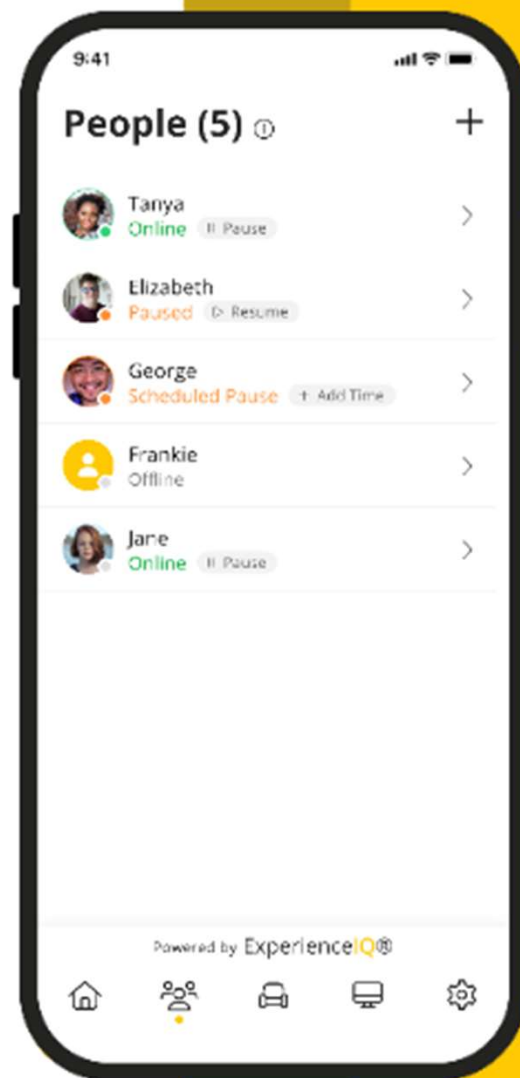 9:41
People (5)
Tanya
Online Pause
Elizabeth
Paused Resume
George
Scheduled Pause + Add Time
Frankie
Offline
Jane
Online Pause
Powered by ExperienceIQ®